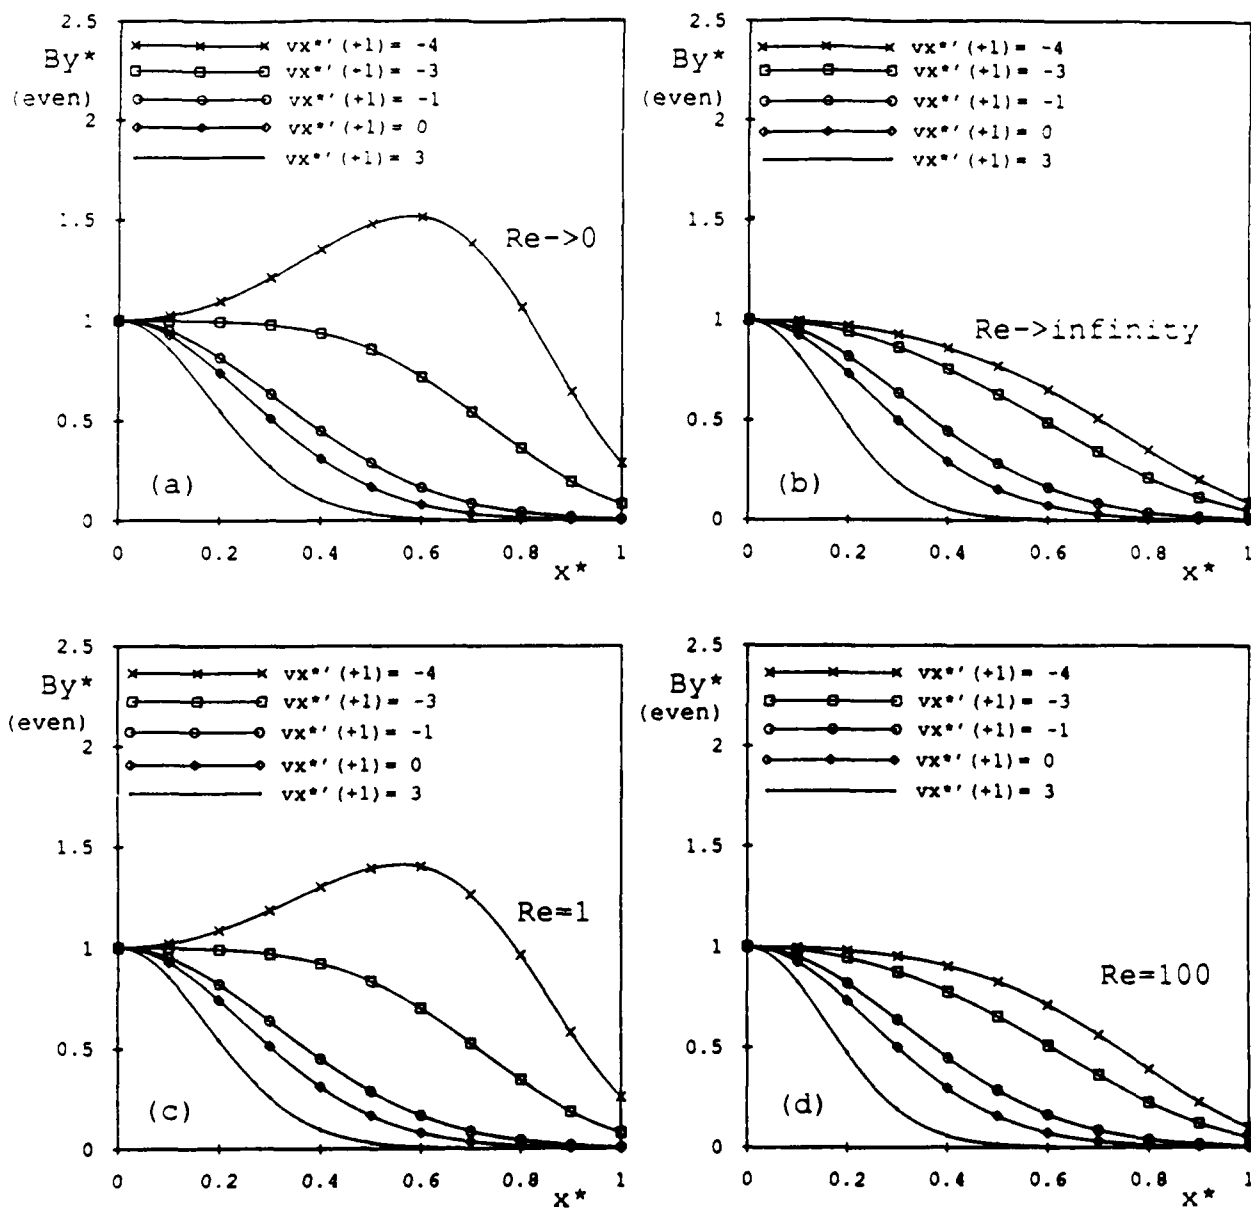 2.5
By*
(even)
2
1.5
1
0.5
0
vx*′(+1)= -4
vx*′(+1)= -3
vx*′(+1)= -1
vx*′(+1)= 0
vx*′(+1)= 3
Re->0
(a)
0 0.2 0.4 0.6 0.8 1
x*
2.5
By*
(even)
2
1.5
1
0.5
0
vx*′(+1)= -4
vx*′(+1)= -3
vx*′(+1)= -1
vx*′(+1)= 0
vx*′(+1)= 3
Re->infinity
(b)
0 0.2 0.4 0.6 0.8 1
x*
2.5
By*
(even)
2
1.5
1
0.5
0
vx*′(+1)= -4
vx*′(+1)= -3
vx*′(+1)= -1
vx*′(+1)= 0
vx*′(+1)= 3
Re=1
(c)
0 0.2 0.4 0.6 0.8 1
x*
2.5
By*
(even)
2
1.5
1
0.5
0
vx*′(+1)= -4
vx*′(+1)= -3
vx*′(+1)= -1
vx*′(+1)= 0
vx*′(+1)= 3
Re=100
(d)
0 0.2 0.4 0.6 0.8 1
x*